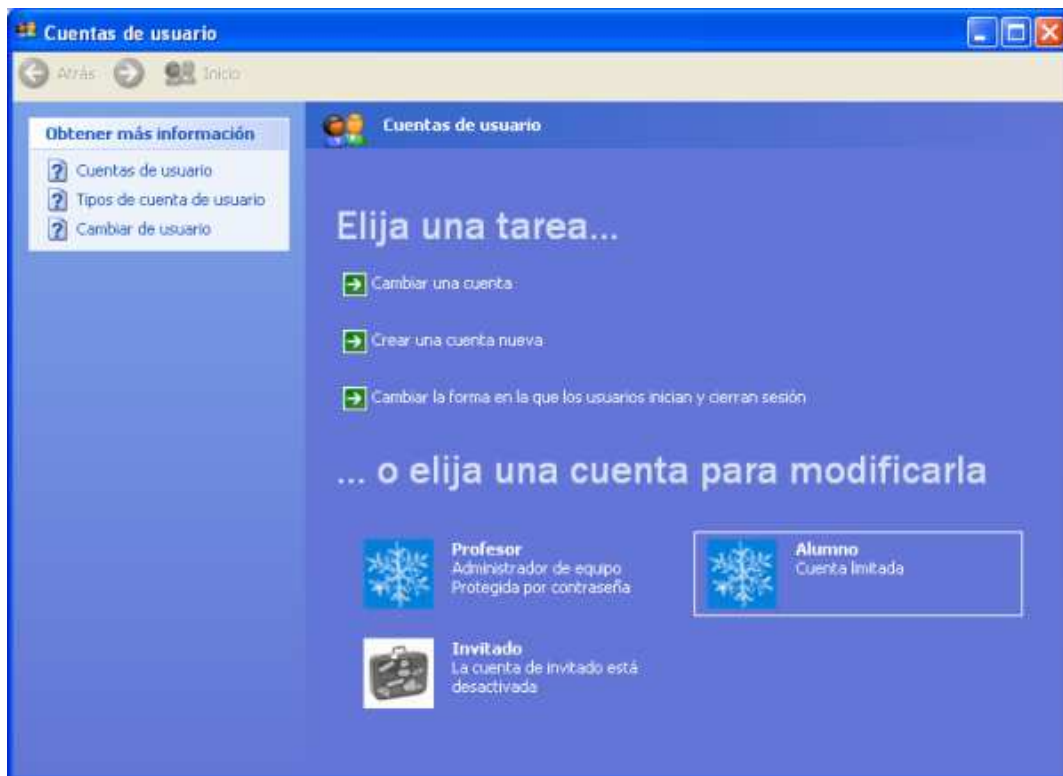 Cuentas de usuario
Atrás
Inicio
Obtener más información
Cuentas de usuario
Tipos de cuenta de usuario
Cambiar de usuario
Cuentas de usuario
Elija una tarea...
Cambiar una cuenta
Crear una cuenta nueva
Cambiar la forma en la que los usuarios inician y cierran sesión
... o elija una cuenta para modificarla
Profesor
Administrador de equipo
Protegida por contraseña
Alumno
Cuenta limitada
Invitado
La cuenta de invitado está
desactivada